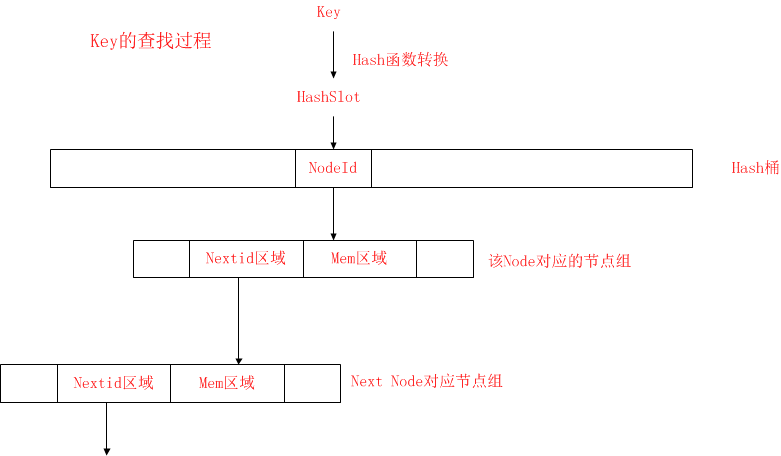 Key
Key的查找过程
Hash函数转换
HashSlot
NodeId
Hash桶
Nextid区域
Mem区域
该Node对应的节点组
Nextid区域
Mem区域
Next Node对应节点组